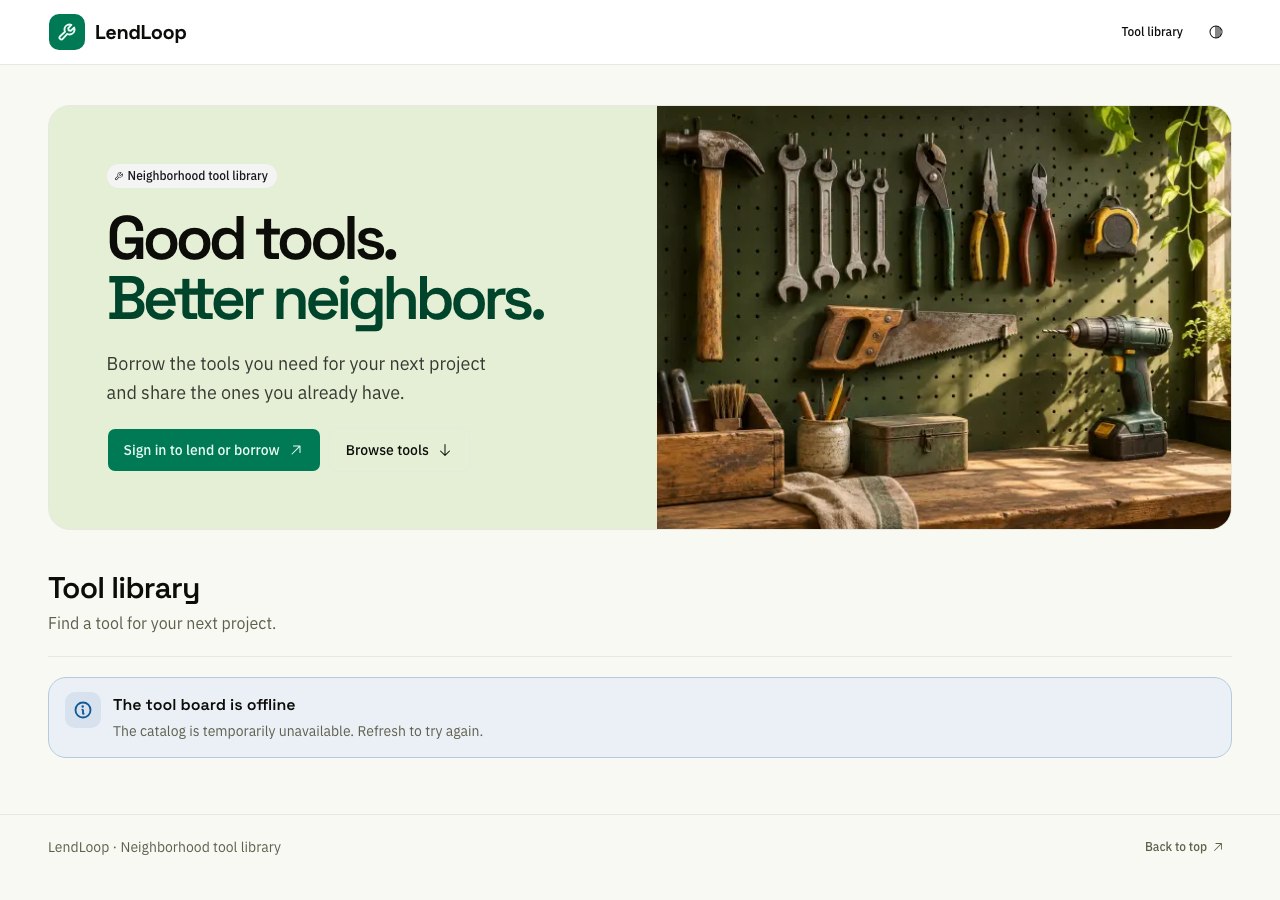 LendLoop
Tool library
Neighborhood tool library
Good tools.
Better neighbors.
Borrow the tools you need for your next project
and share the ones you already have.
Sign in to lend or borrow
Browse tools
Tool library
Find a tool for your next project.
The tool board is offline
The catalog is temporarily unavailable. Refresh to try again.
LendLoop · Neighborhood tool library
Back to top